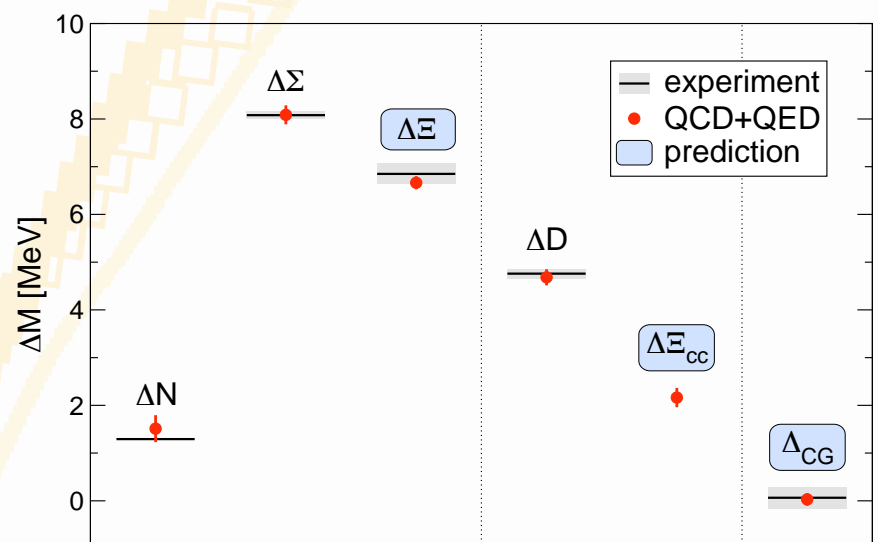 10
8
6
4
2
0
ΔM [MeV]
ΔN
ΔΣ
ΔΞ
ΔD
ΔΞcc
ΔCG
experiment
QCD+QED
prediction